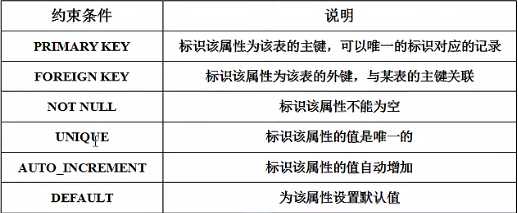 约束条件 说明
PRIMARY KEY 标识该属性为该表的主键，可以唯一的标识对应的记录
FOREIGN KEY 标识该属性为该表的外键，与某表的主键关联
NOT NULL 标识该属性不能为空
UNIQUE 标识该属性的值是唯一的
AUTO_INCREMENT 标识该属性的值自动增加
DEFAULT 为该属性设置默认值